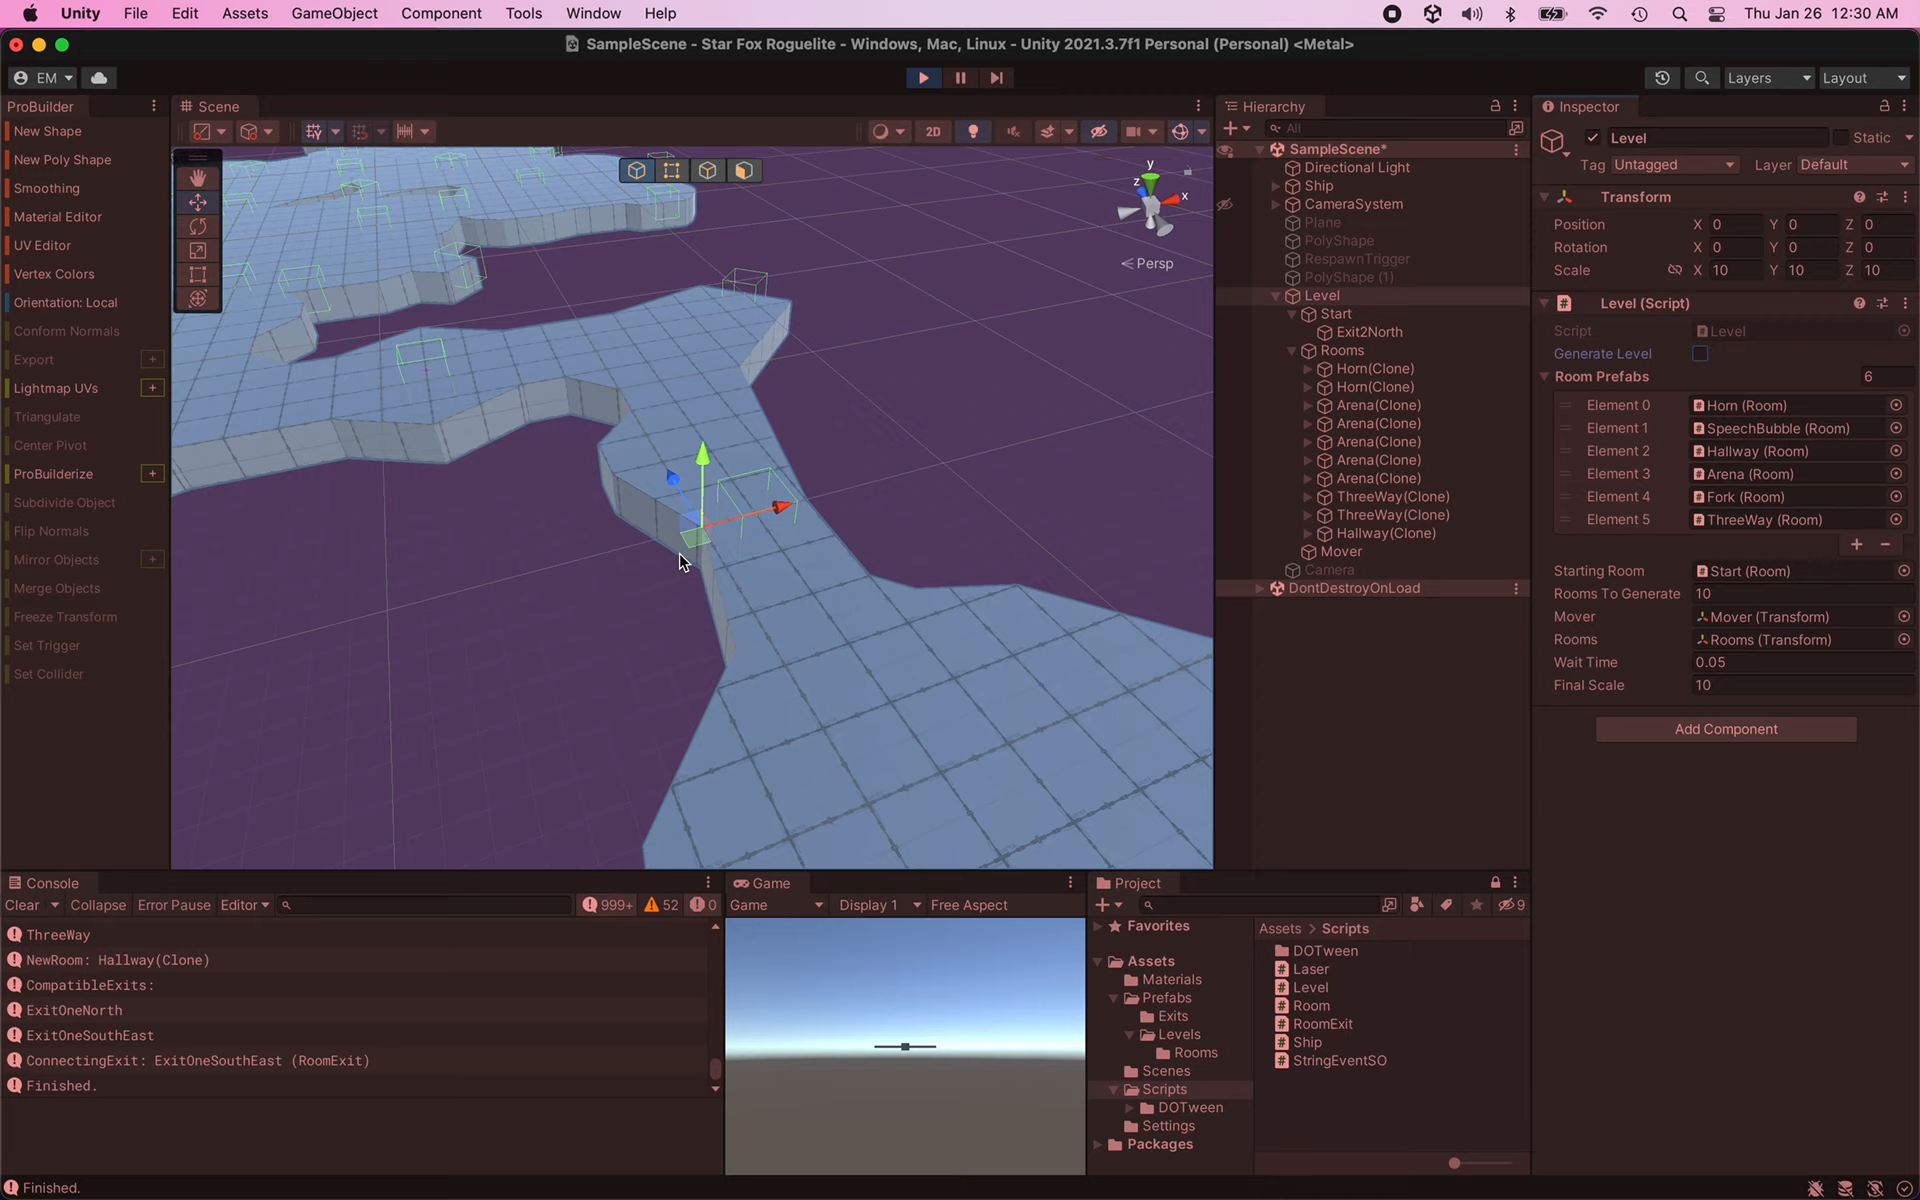 Unity File Edit Assets GameObject Component Tools Window Help Thu Jan 26 12:30 AM
SampleScene - Star Fox Roguelite - Windows, Mac, Linux - Unity 2021.3.7f1 Personal (Personal) <Metal>
EM Layers Layout
ProBuilder
New Shape
New Poly Shape
Smoothing
Material Editor
UV Editor
Vertex Colors
Orientation: Local
Conform Normals
Export +
Lightmap UVs +
Triangulate
Center Pivot
ProBuilderize +
Subdivide Object
Flip Normals
Mirror Objects +
Merge Objects
Freeze Transform
Set Trigger
Set Collider
Scene
2D
y
z
x
Persp
Hierarchy
All
SampleScene*
Directional Light
Ship
CameraSystem
Plane
PolyShape
RespawnTrigger
PolyShape (1)
Level
Start
Exit2North
Rooms
Horn(Clone)
Horn(Clone)
Arena(Clone)
Arena(Clone)
Arena(Clone)
Arena(Clone)
Arena(Clone)
ThreeWay(Clone)
ThreeWay(Clone)
Hallway(Clone)
Mover
Camera
DontDestroyOnLoad
Inspector
Level Static
Tag Untagged Layer Default
Transform
Position X 0 Y 0 Z 0
Rotation X 0 Y 0 Z 0
Scale X 10 Y 10 Z 10
Level (Script)
Script Level
Generate Level
Room Prefabs 6
Element 0 Horn (Room)
Element 1 SpeechBubble (Room)
Element 2 Hallway (Room)
Element 3 Arena (Room)
Element 4 Fork (Room)
Element 5 ThreeWay (Room)
+ −
Starting Room Start (Room)
Rooms To Generate 10
Mover Mover (Transform)
Rooms Rooms (Transform)
Wait Time 0.05
Final Scale 10
Add Component
Console
Clear Collapse Error Pause Editor 999+ 52 0
ThreeWay
NewRoom: Hallway(Clone)
CompatibleExits:
ExitOneNorth
ExitOneSouthEast
ConnectingExit: ExitOneSouthEast (RoomExit)
Finished.
Game
Game Display 1 Free Aspect
Project
9
Favorites
Assets
Materials
Prefabs
Exits
Levels
Rooms
Scenes
Scripts
DOTween
Settings
Packages
Assets > Scripts
DOTween
Laser
Level
Room
RoomExit
Ship
StringEventSO
Finished.